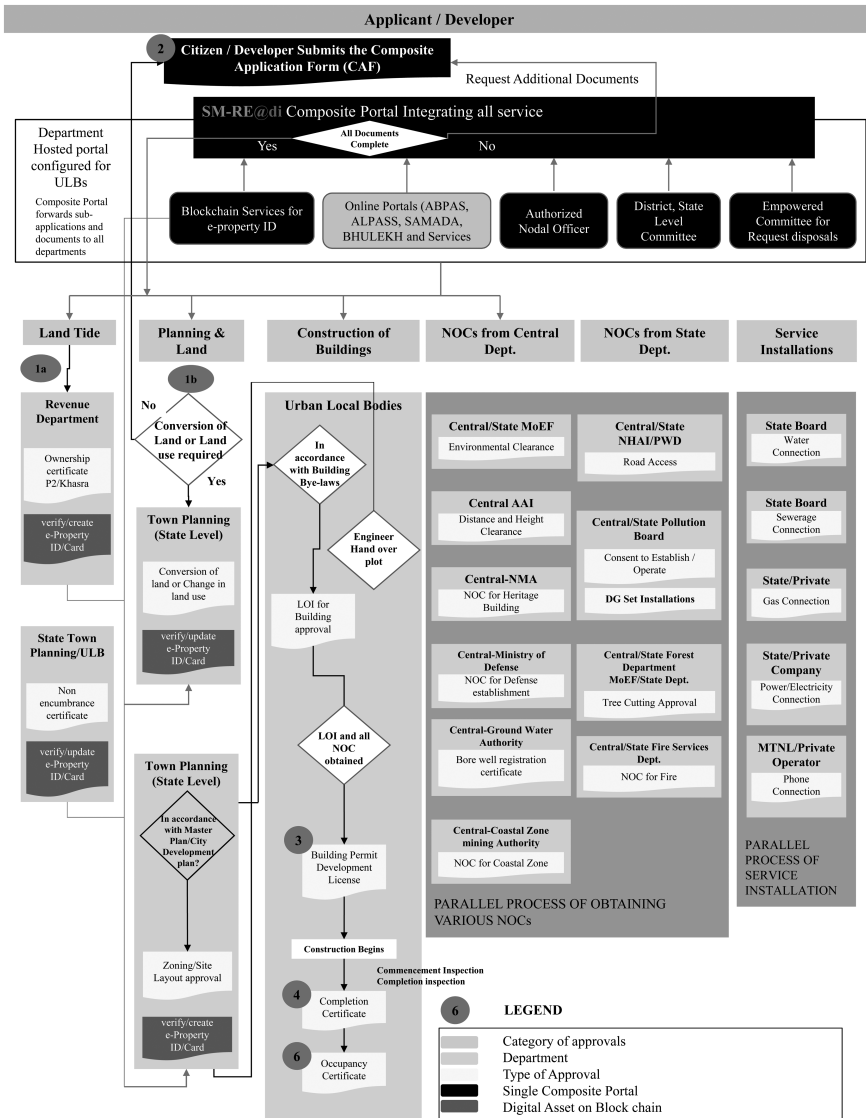 Applicant / Developer
2
Citizen / Developer Submits the Composite
Application Form (CAF)
Request Additional Documents
SM-RE@di Composite Portal Integrating all service
All Documents
Complete
Yes
No
Department
Hosted portal
configured for
ULBs
Composite Portal
forwards sub-
applications and
documents to all
departments
Blockchain Services for
e-property ID
Online Portals (ABPAS,
ALPASS, SAMADA,
BHULEKH and Services
Authorized
Nodal Officer
District, State
Level
Committee
Empowered
Committee for
Request disposals
Land Tide
Planning &
Land
Construction of
Buildings
NOCs from Central
Dept.
NOCs from State
Dept.
Service
Installations
1a
Revenue
Department
Ownership
certificate
P2/Khasra
verify/create
e-Property
ID/Card
State Town
Planning/ULB
Non
encumbrance
certificate
verify/update
e-Property
ID/Card
1b
No
Conversion of
Land or Land
use required
Yes
Town Planning
(State Level)
Conversion of
land or Change in
land use
verify/update
e-Property
ID/Card
Town Planning
(State Level)
In accordance
with Master
Plan/City
Development
plan?
Zoning/Site
Layout approval
verify/create
e-Property
ID/Card
Urban Local Bodies
In
accordance
with Building
Bye-laws
Engineer
Hand over
plot
LOI for
Building
approval
LOI and all
NOC
obtained
3
Building Permit
Development
License
Construction Begins
Commencement Inspection
Completion inspection
4
Completion
Certificate
6
Occupancy
Certificate
Central/State MoEF
Environmental Clearance
Central AAI
Distance and Height
Clearance
Central-NMA
NOC for Heritage
Building
Central-Ministry of
Defense
NOC for Defense
establishment
Central-Ground Water
Authority
Bore well registration
certificate
Central-Coastal Zone
mining Authority
NOC for Coastal Zone
Central/State
NHAI/PWD
Road Access
Central/State Pollution
Board
Consent to Establish /
Operate
DG Set Installations
Central/State Forest
Department
MoEF/State Dept.
Tree Cutting Approval
Central/State Fire Services
Dept.
NOC for Fire
PARALLEL PROCESS OF OBTAINING
VARIOUS NOCs
State Board
Water
Connection
State Board
Sewerage
Connection
State/Private
Gas Connection
State/Private
Company
Power/Electricity
Connection
MTNL/Private
Operator
Phone
Connection
PARALLEL
PROCESS OF
SERVICE
INSTALLATION
6
LEGEND
Category of approvals
Department
Type of Approval
Single Composite Portal
Digital Asset on Block chain